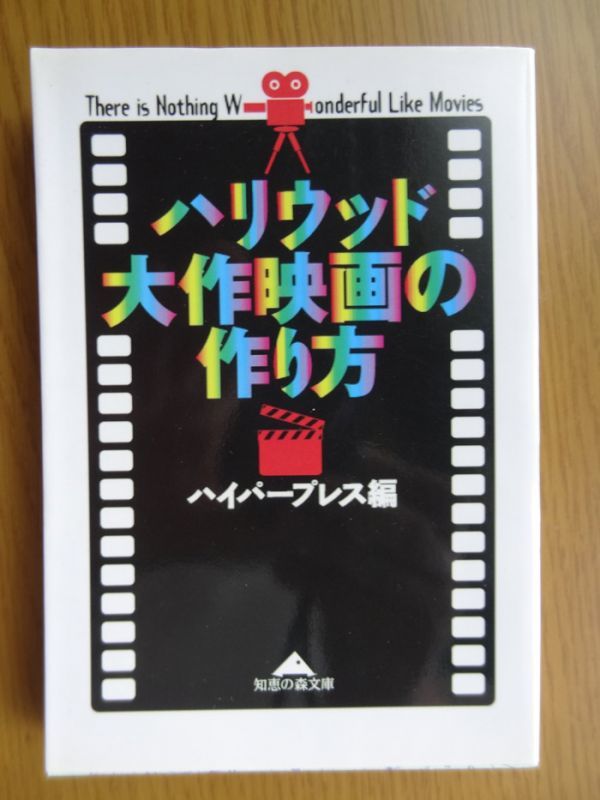 There is Nothing W onderful Like Movies
ハリウッド
大作映画の
作り方
ハイパープレス編
知恵の森文庫